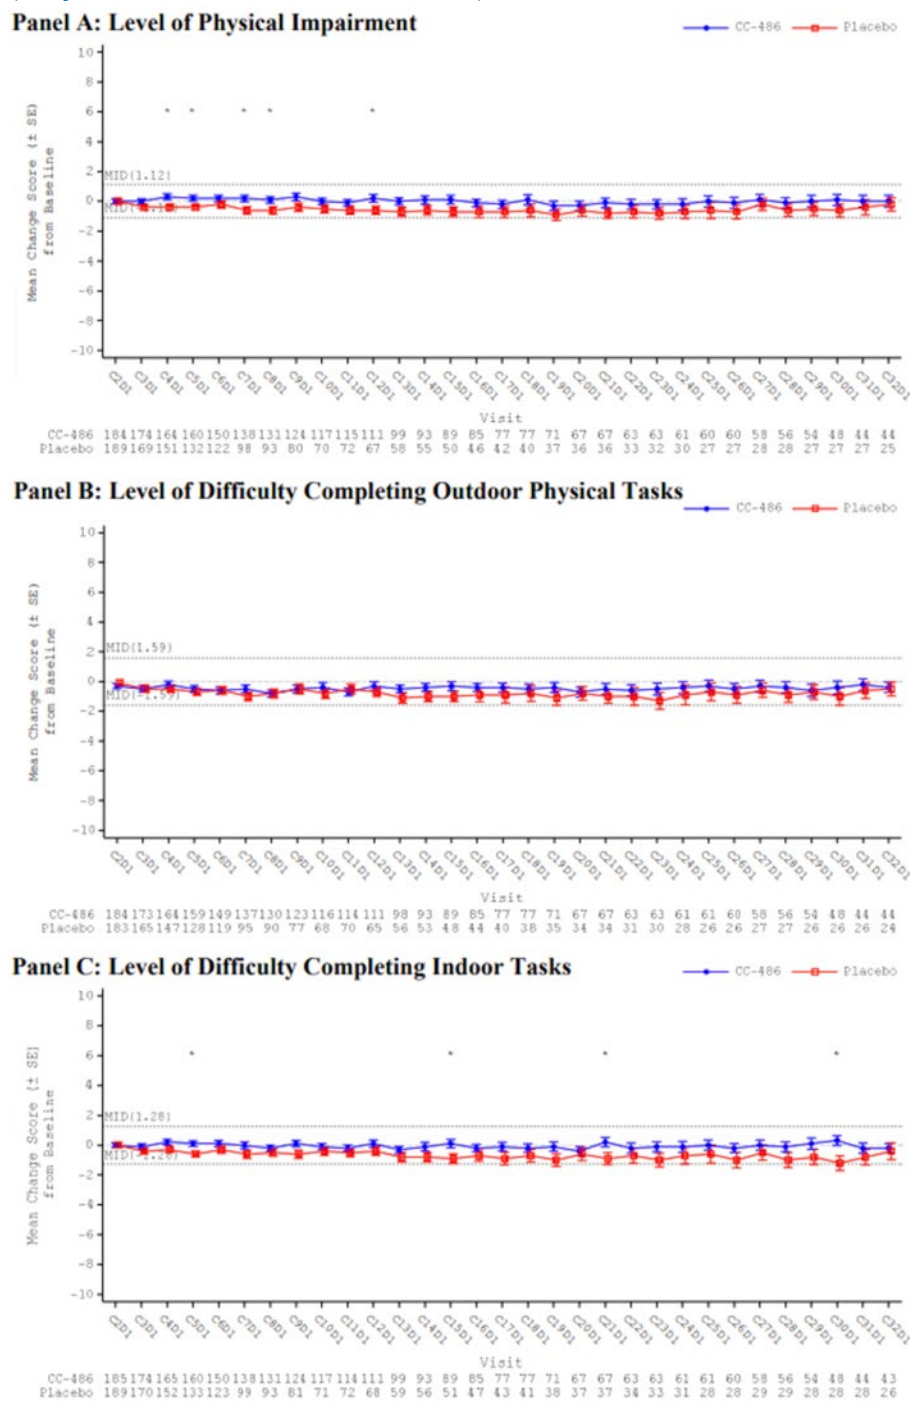 Panel A: Level of Physical Impairment
CC-486 Placebo
Mean Change Score (± SE)
from Baseline
10
8
6
4
2
0
-2
-4
-6
-8
-10
* * * * *
MID(1.12)
C2D1 C3D1 C4D1 C5D1 C6D1 C7D1 C8D1 C9D1 C10D1 C11D1 C12D1 C13D1 C14D1 C15D1 C16D1 C17D1 C18D1 C19D1 C20D1 C21D1 C22D1 C23D1 C24D1 C25D1 C26D1 C27D1 C28D1 C29D1 C30D1 C31D1 C32D1
Visit
CC-486 184 174 164 160 150 138 131 124 117 115 111 99 93 89 85 77 77 71 67 67 63 63 61 60 60 58 56 54 48 44 44
Placebo 189 169 151 132 122 98 93 80 70 72 67 58 55 50 46 42 40 37 36 36 33 32 30 27 27 28 28 27 27 27 25
Panel B: Level of Difficulty Completing Outdoor Physical Tasks
CC-486 Placebo
Mean Change Score (± SE)
from Baseline
10
8
6
4
2
0
-2
-4
-6
-8
-10
MID(1.59)
MID(-1.59)
C2D1 C3D1 C4D1 C5D1 C6D1 C7D1 C8D1 C9D1 C10D1 C11D1 C12D1 C13D1 C14D1 C15D1 C16D1 C17D1 C18D1 C19D1 C20D1 C21D1 C22D1 C23D1 C24D1 C25D1 C26D1 C27D1 C28D1 C29D1 C30D1 C31D1 C32D1
Visit
CC-486 184 173 164 159 149 137 130 123 116 114 111 98 93 89 85 77 77 71 67 67 63 63 61 61 60 58 56 54 48 44 44
Placebo 183 165 147 128 119 95 90 77 68 70 65 56 53 48 44 40 38 35 34 34 31 30 28 26 26 27 27 26 26 26 24
Panel C: Level of Difficulty Completing Indoor Tasks
CC-486 Placebo
Mean Change Score (± SE)
from Baseline
10
8
6
4
2
0
-2
-4
-6
-8
-10
* * * *
MID(1.28)
MID(-1.28)
C2D1 C3D1 C4D1 C5D1 C6D1 C7D1 C8D1 C9D1 C10D1 C11D1 C12D1 C13D1 C14D1 C15D1 C16D1 C17D1 C18D1 C19D1 C20D1 C21D1 C22D1 C23D1 C24D1 C25D1 C26D1 C27D1 C28D1 C29D1 C30D1 C31D1 C32D1
Visit
CC-486 185 174 165 160 150 138 131 124 117 114 111 99 93 89 85 77 77 71 67 67 63 63 61 61 60 58 56 54 48 44 43
Placebo 189 170 152 133 123 99 93 81 71 72 68 59 56 51 47 43 41 38 37 37 34 33 31 28 28 29 29 28 28 28 26